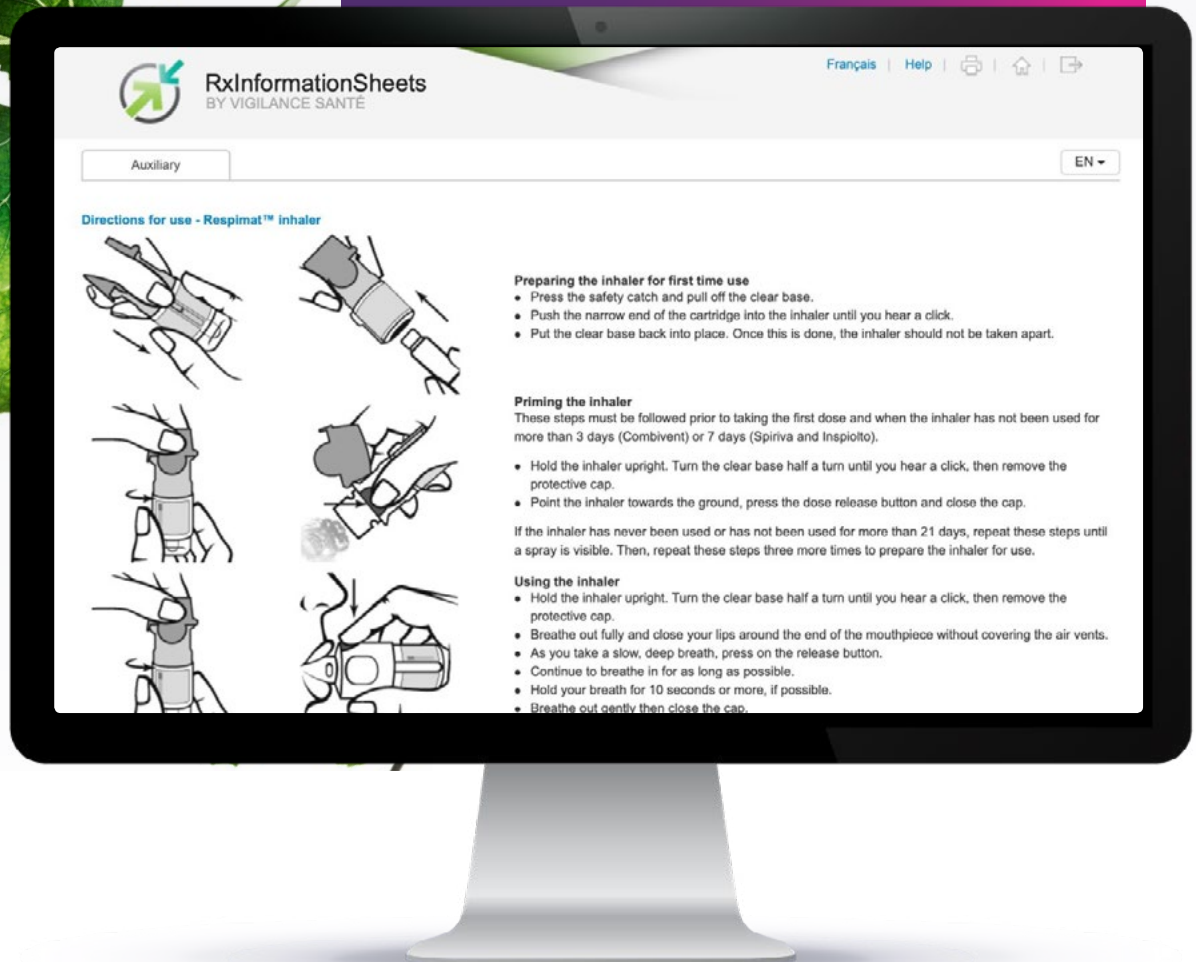 RxInformationSheets
BY VIGILANCE SANTÉ
Français | Help
Auxiliary
EN
Directions for use - Respimat™ inhaler
Preparing the inhaler for first time use
• Press the safety catch and pull off the clear base.
• Push the narrow end of the cartridge into the inhaler until you hear a click.
• Put the clear base back into place. Once this is done, the inhaler should not be taken apart.
Priming the inhaler
These steps must be followed prior to taking the first dose and when the inhaler has not been used for
more than 3 days (Combivent) or 7 days (Spiriva and Inspiolto).
• Hold the inhaler upright. Turn the clear base half a turn until you hear a click, then remove the
protective cap.
• Point the inhaler towards the ground, press the dose release button and close the cap.
If the inhaler has never been used or has not been used for more than 21 days, repeat these steps until
a spray is visible. Then, repeat these steps three more times to prepare the inhaler for use.
Using the inhaler
• Hold the inhaler upright. Turn the clear base half a turn until you hear a click, then remove the
protective cap.
• Breathe out fully and close your lips around the end of the mouthpiece without covering the air vents.
• As you take a slow, deep breath, press on the release button.
• Continue to breathe in for as long as possible.
• Hold your breath for 10 seconds or more, if possible.
• Breathe out gently then close the cap.